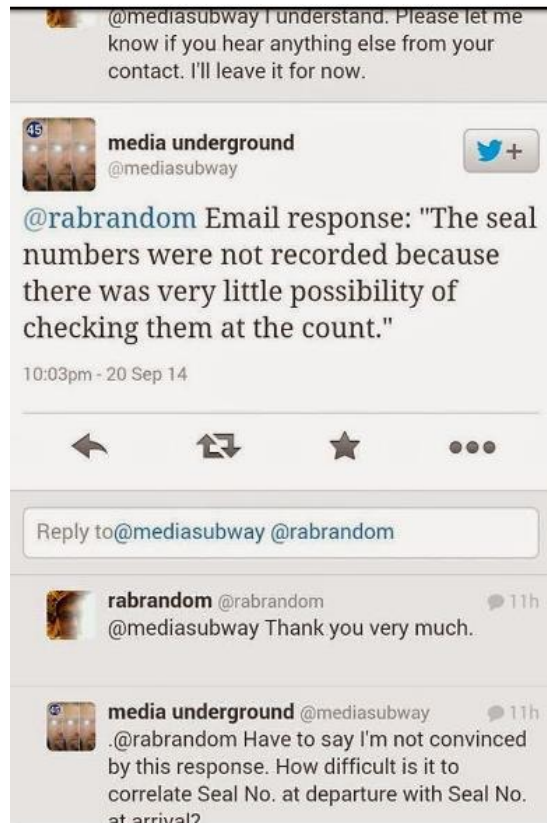 @mediasubway I understand. Please let me
know if you hear anything else from your
contact. I'll leave it for now.
45
media underground
@mediasubway
+
@rabrandom Email response: "The seal
numbers were not recorded because
there was very little possibility of
checking them at the count."
10:03pm - 20 Sep 14
Reply to@mediasubway @rabrandom
rabrandom @rabrandom 11h
@mediasubway Thank you very much.
45
media underground @mediasubway 11h
.@rabrandom Have to say I'm not convinced
by this response. How difficult is it to
correlate Seal No. at departure with Seal No.
at arrival?